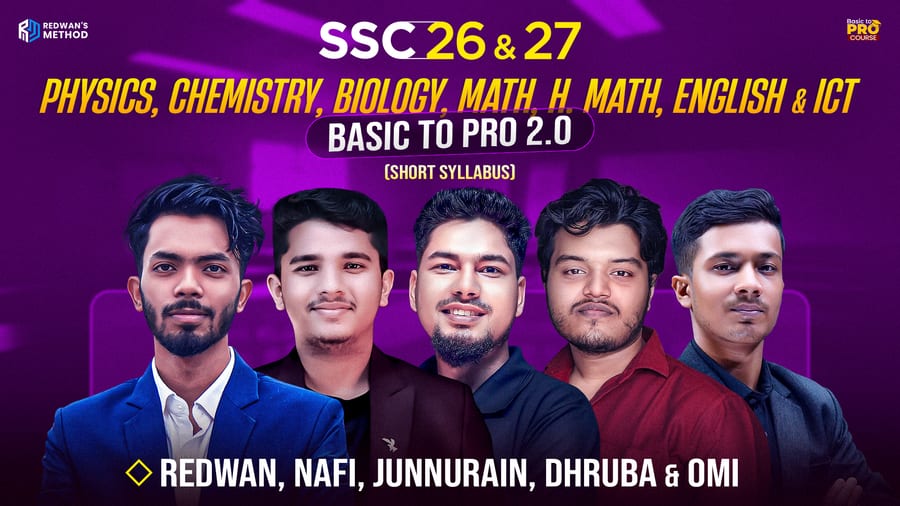 REDWAN'S
METHOD
Basic to
PRO
COURSE
SSC 26 & 27
PHYSICS, CHEMISTRY, BIOLOGY, MATH, H. MATH, ENGLISH & ICT
BASIC TO PRO 2.0
(SHORT SYLLABUS)
REDWAN, NAFI, JUNNURAIN, DHRUBA & OMI